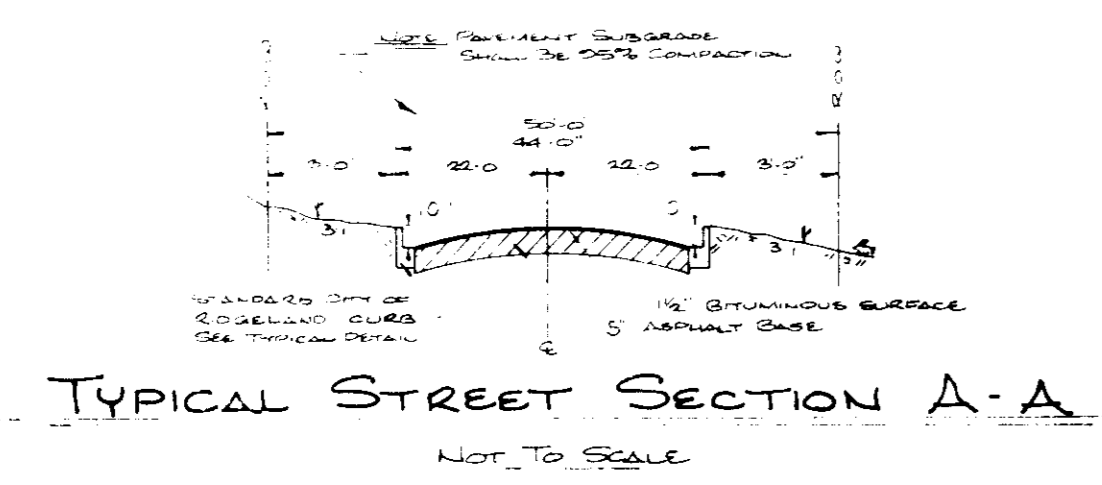 NOTE PAVEMENT SUBGRADE
SHALL BE 95% COMPACTION
ROW
50'-0"
44'-0"
3'-0" 22'-0 22'-0 3'-0"
3:1 3:1
STANDARD CITY OF
RIDGELAND CURB
SEE TYPICAL DETAIL
1½" BITUMINOUS SURFACE
5" ASPHALT BASE
℄
TYPICAL STREET SECTION A-A
NOT TO SCALE